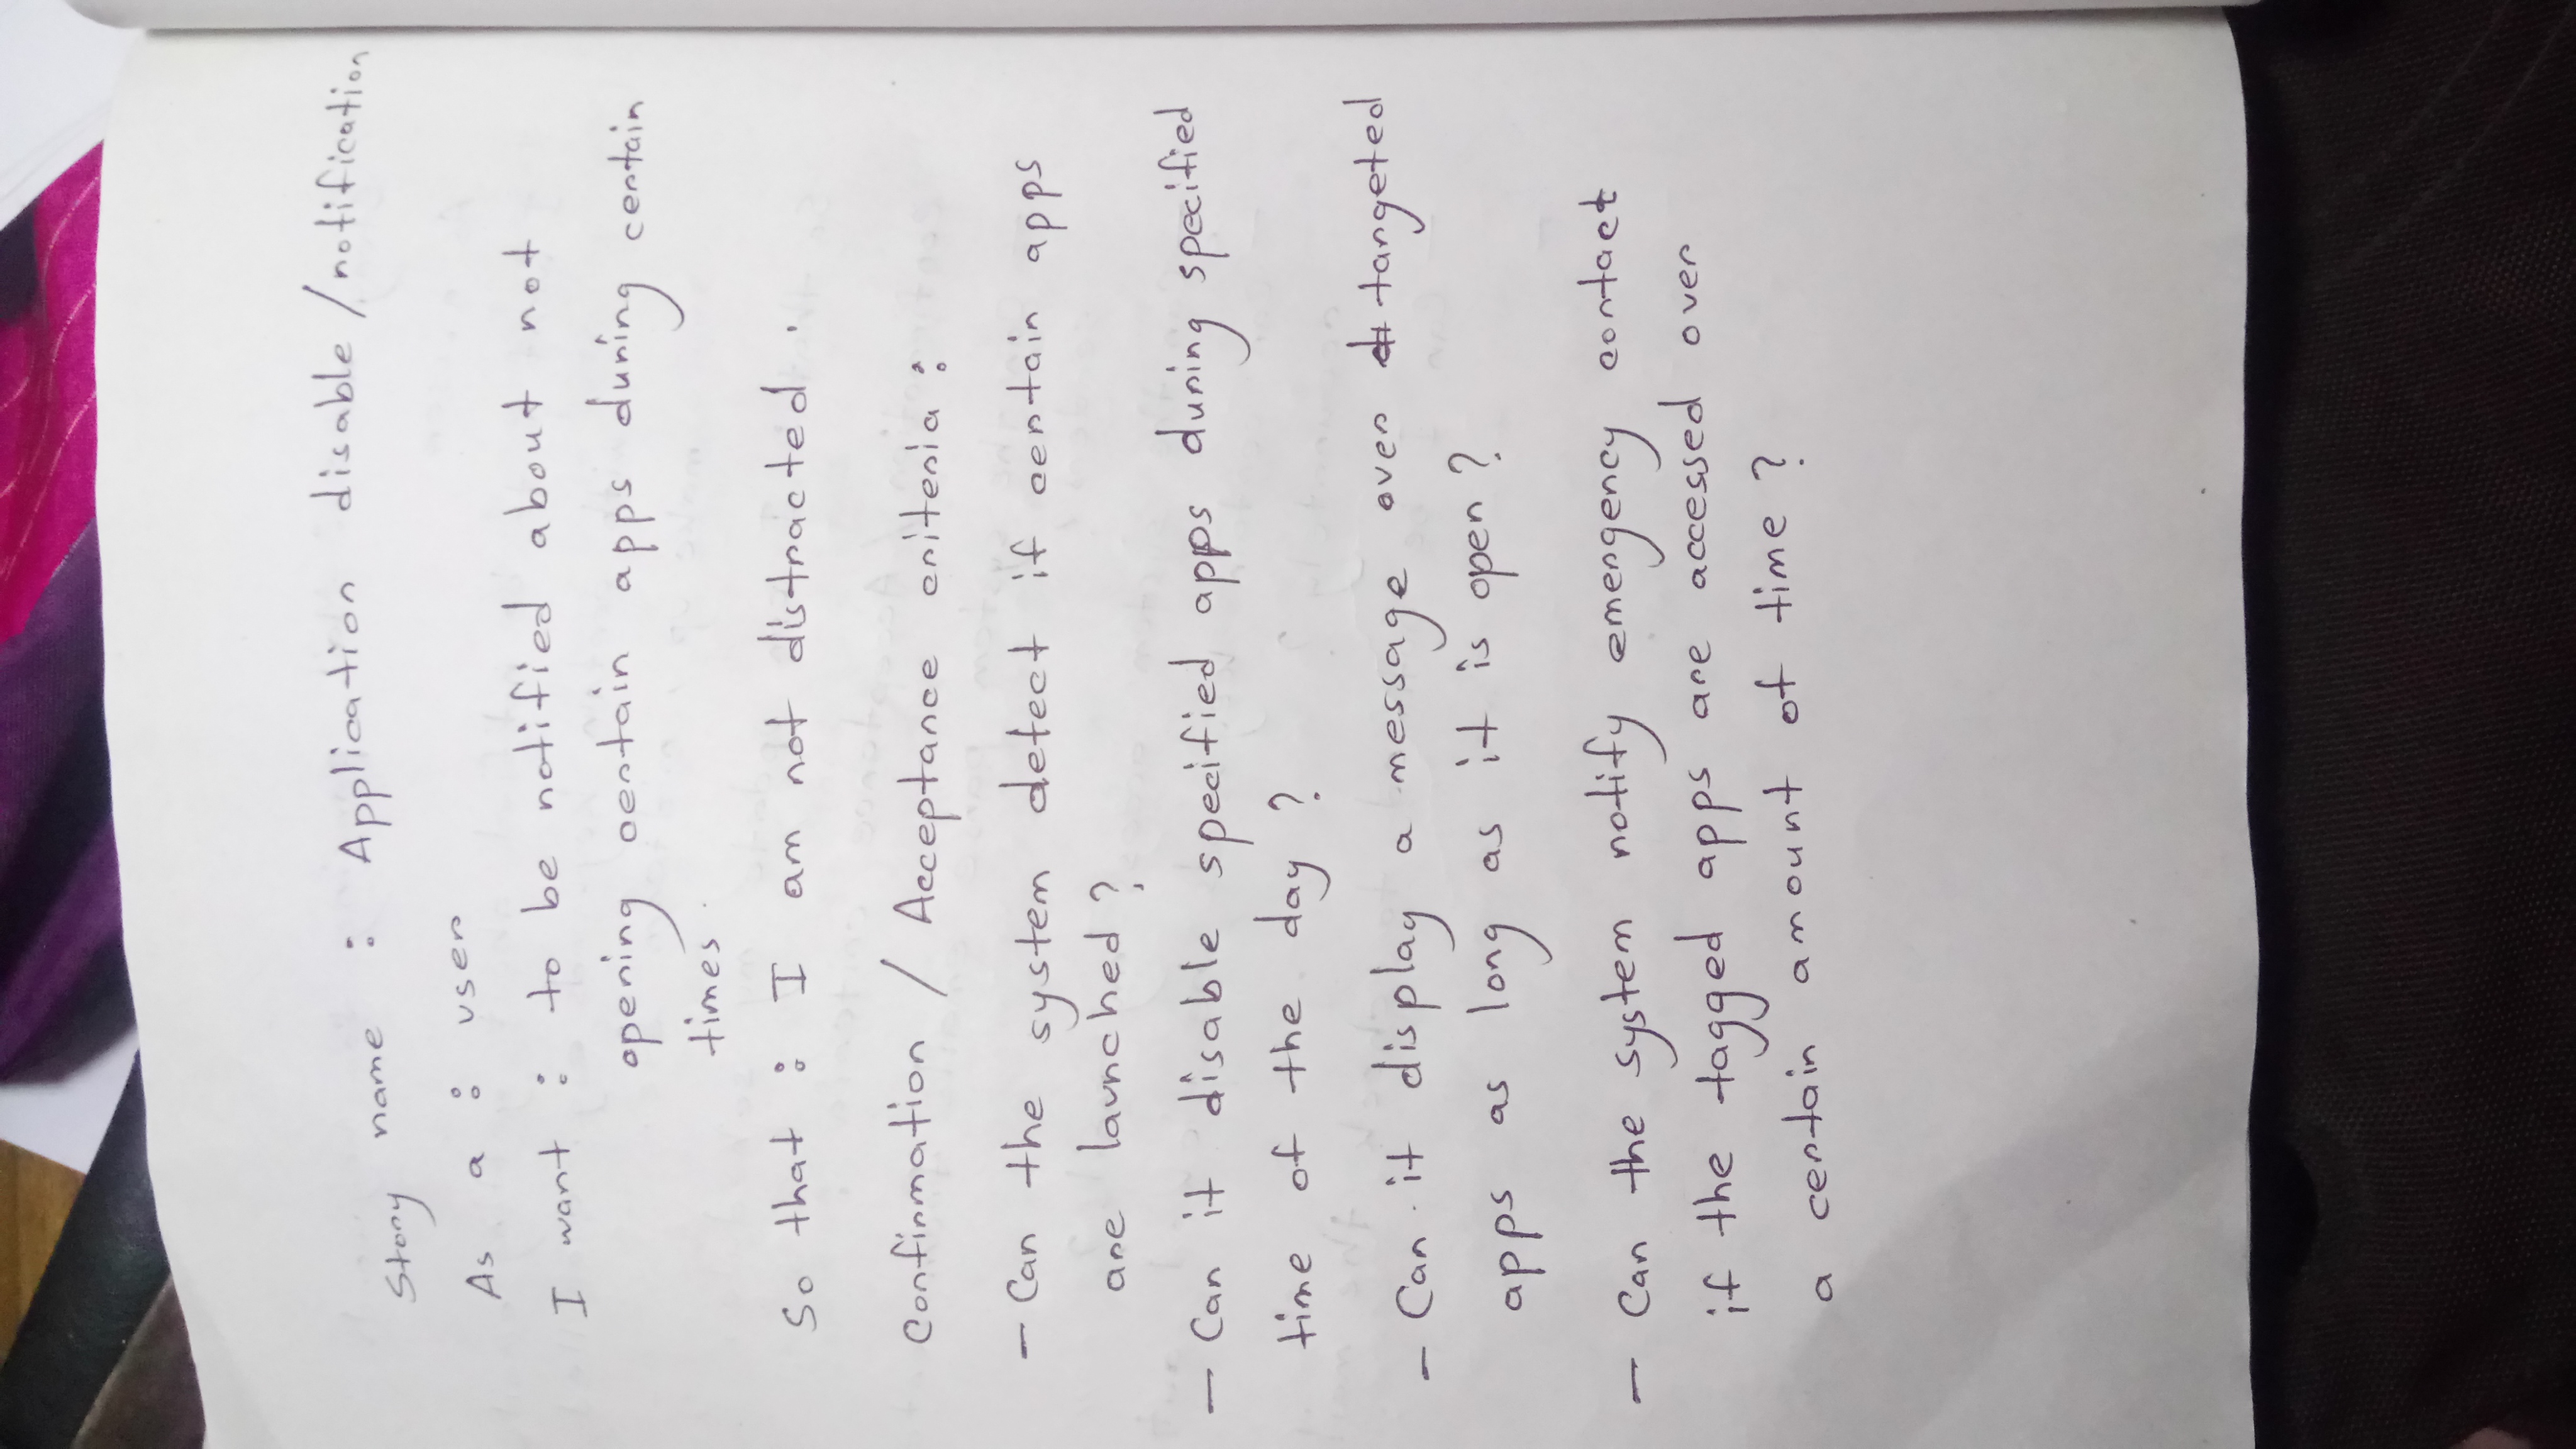 Story name : Application disable / notification
As a : user
I want : to be notified about not
opening certain apps during certain
times.
So that : I am not distracted.
Confirmation / Acceptance criteria :
- Can the system detect if certain apps
are launched?
- Can it disable specified apps during specified
time of the day?
- Can it display a message over targeted
apps as long as it is open?
- Can the system notify emergency contact
if the tagged apps are accessed over
a certain amount of time?